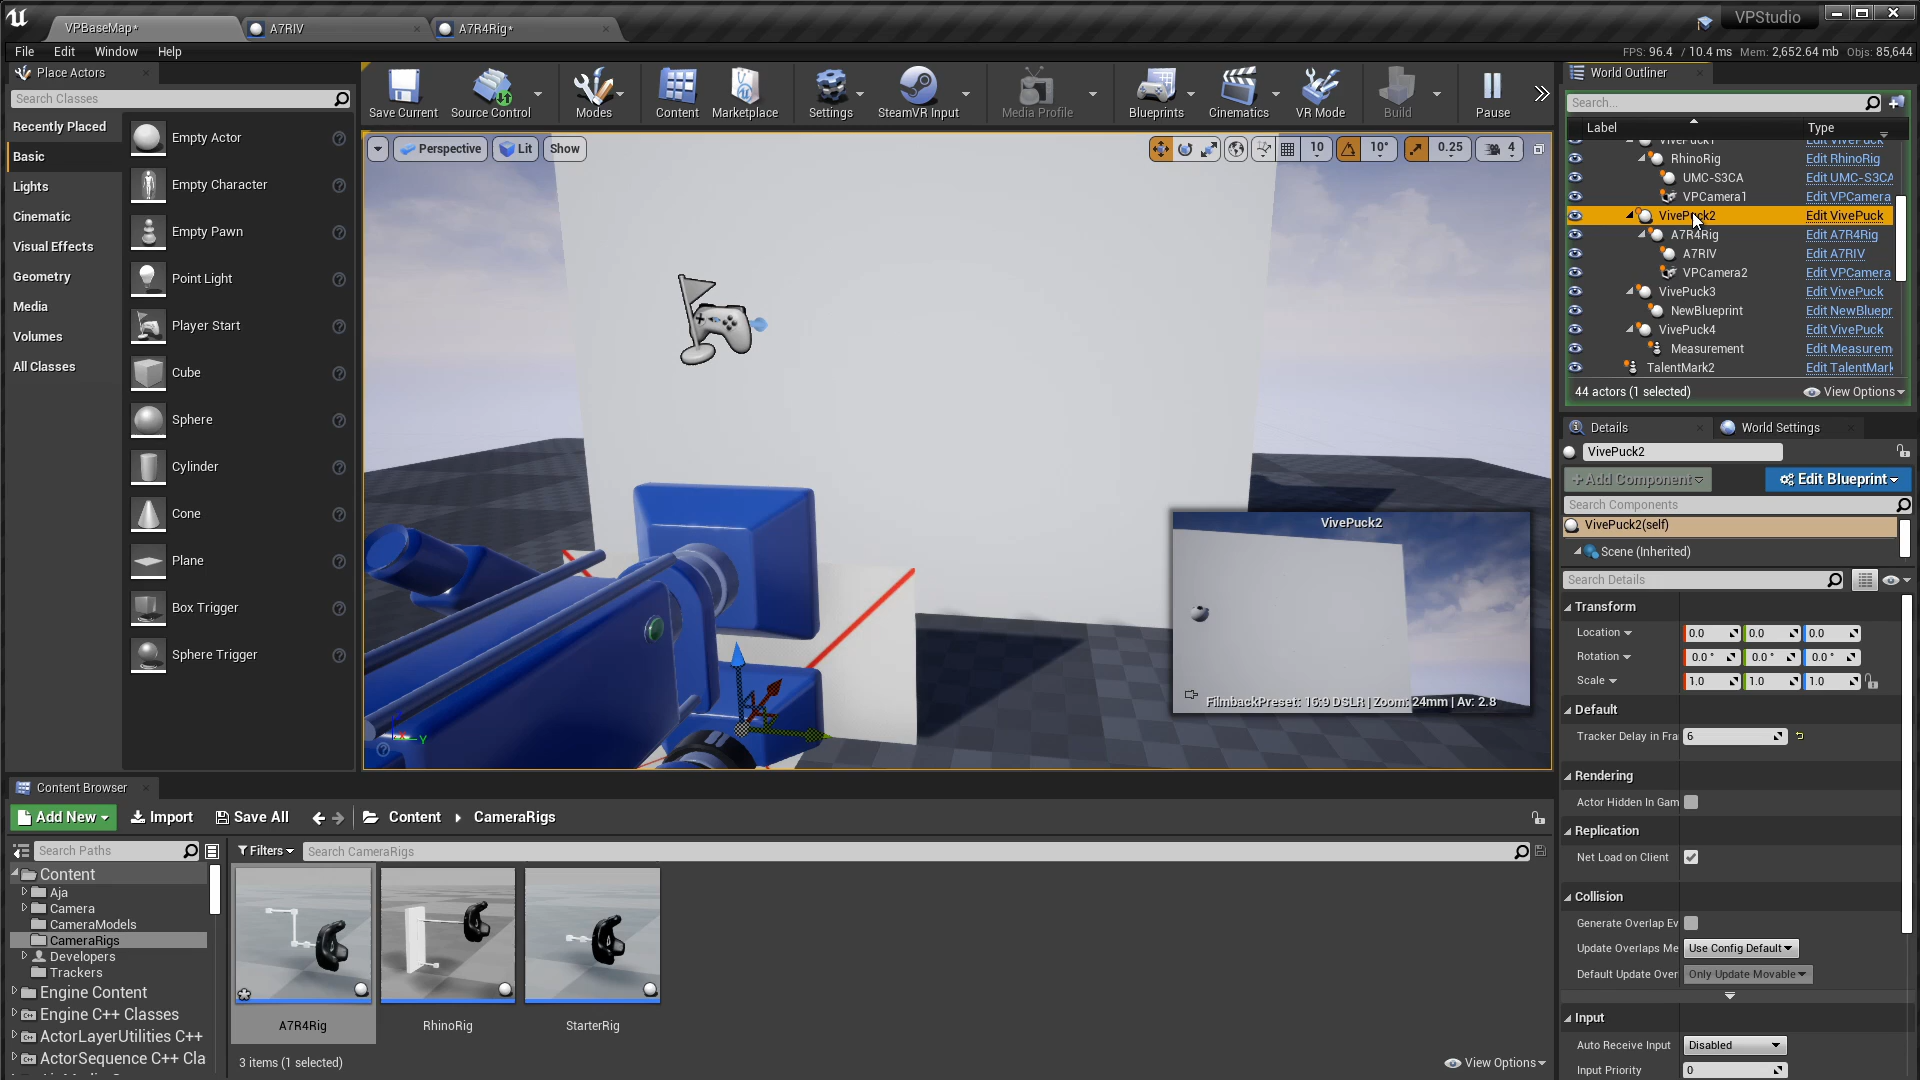 VPBaseMap*
A7RIV
A7R4Rig*
VPStudio
File
Edit
Window
Help
FPS: 96.4 / 10.4 ms Mem: 2,652.64 mb Objs: 85,644
Place Actors
Search Classes
Recently Placed
Basic
Lights
Cinematic
Visual Effects
Geometry
Media
Volumes
All Classes
Empty Actor
Empty Character
Empty Pawn
Point Light
Player Start
Cube
Sphere
Cylinder
Cone
Plane
Box Trigger
Sphere Trigger
Save Current
Source Control
Modes
Content
Marketplace
Settings
SteamVR Input
Media Profile
Blueprints
Cinematics
VR Mode
Build
Pause
Perspective
Lit
Show
10
10°
0.25
4
VivePuck2
FilmbackPreset: 16:9 DSLR | Zoom: 24mm | Av: 2.8
Y
World Outliner
Search...
Label
Type
VivePuck1 Edit VivePuck
RhinoRig Edit RhinoRig
UMC-S3CA Edit UMC-S3CA
VPCamera1 Edit VPCamera
VivePuck2 Edit VivePuck
A7R4Rig Edit A7R4Rig
A7RIV Edit A7RIV
VPCamera2 Edit VPCamera
VivePuck3 Edit VivePuck
NewBlueprint Edit NewBluepr
VivePuck4 Edit VivePuck
Measurement Edit Measurem
TalentMark2 Edit TalentMark
44 actors (1 selected)
View Options
Details
World Settings
VivePuck2
+Add Component
Edit Blueprint
Search Components
VivePuck2(self)
Scene (Inherited)
Search Details
Transform
Location 0.0 0.0 0.0
Rotation 0.0 ° 0.0 ° 0.0 °
Scale 1.0 1.0 1.0
Default
Tracker Delay in Fra 6
Rendering
Actor Hidden In Gam
Replication
Net Load on Client
Collision
Generate Overlap Ev
Update Overlaps Me Use Config Default
Default Update Over Only Update Movable
Input
Auto Receive Input Disabled
Input Priority 0
Content Browser
Add New
Import
Save All
Content
CameraRigs
Search Paths
Filters
Search CameraRigs
Content
Aja
Camera
CameraModels
CameraRigs
Developers
Trackers
Engine Content
Engine C++ Classes
ActorLayerUtilities C++
ActorSequence C++ Cla
A7R4Rig
RhinoRig
StarterRig
3 items (1 selected)
View Options